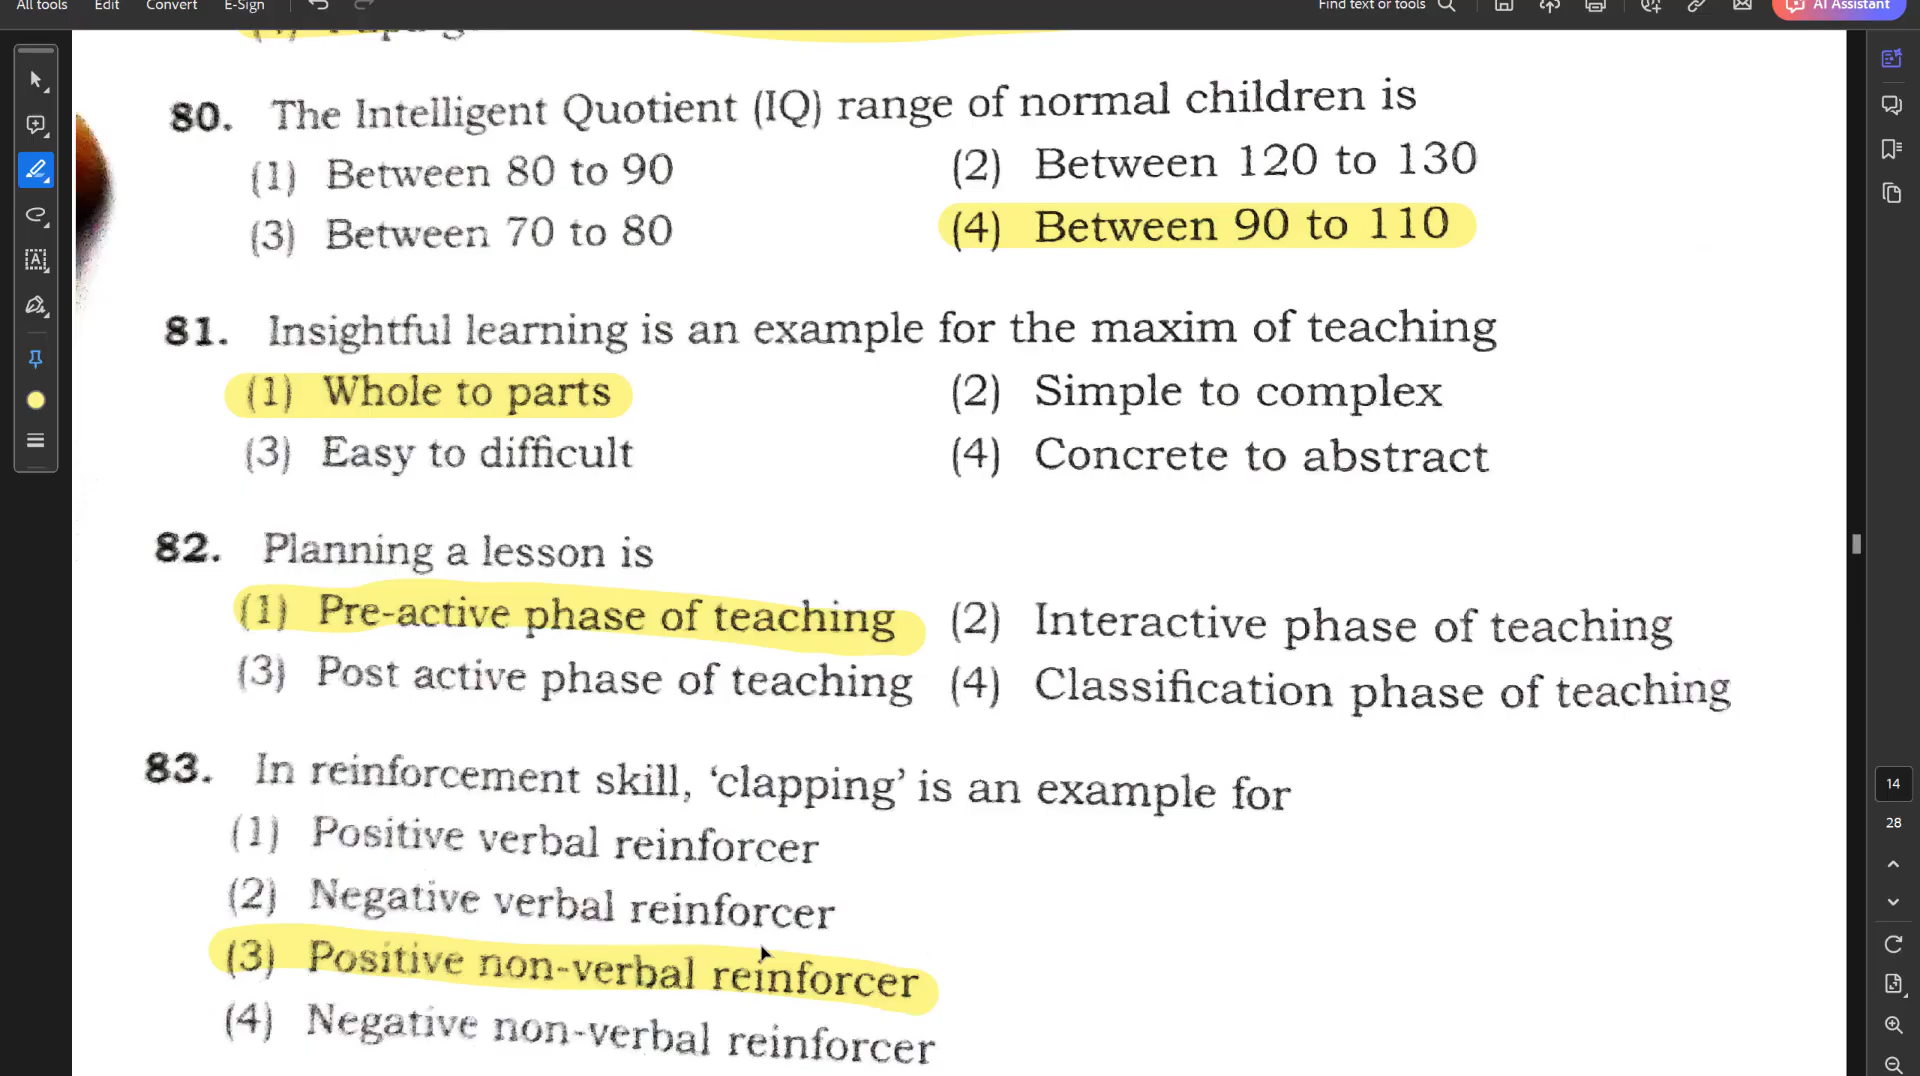 All tools Edit Convert E-Sign Find text or tools AI Assistant
80. The Intelligent Quotient (IQ) range of normal children is
(1) Between 80 to 90 (2) Between 120 to 130
(3) Between 70 to 80 (4) Between 90 to 110
81. Insightful learning is an example for the maxim of teaching
(1) Whole to parts (2) Simple to complex
(3) Easy to difficult (4) Concrete to abstract
82. Planning a lesson is
(1) Pre-active phase of teaching (2) Interactive phase of teaching
(3) Post active phase of teaching (4) Classification phase of teaching
83. In reinforcement skill, ‘clapping’ is an example for
(1) Positive verbal reinforcer
(2) Negative verbal reinforcer
(3) Positive non-verbal reinforcer
(4) Negative non-verbal reinforcer
14
28